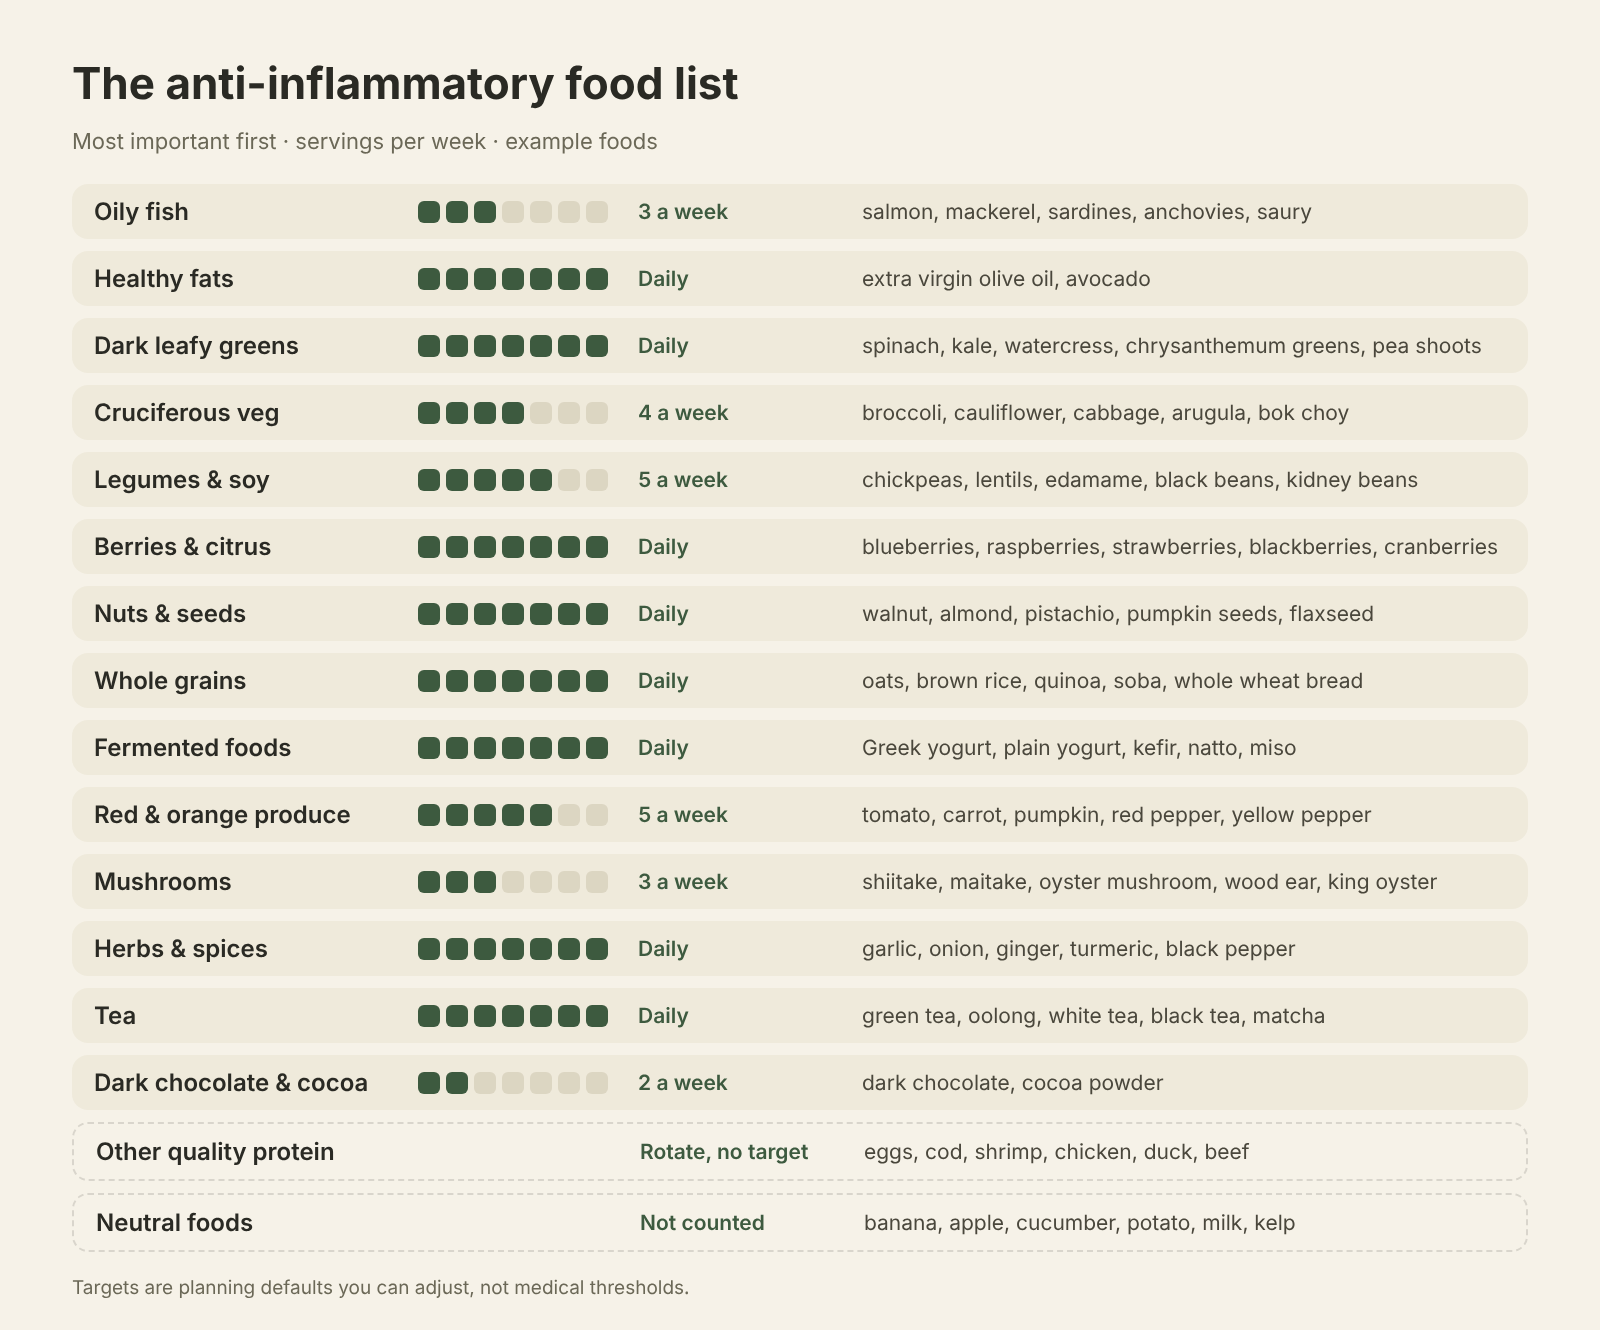 The anti-inflammatory food list
Most important first · servings per week · example foods
Oily fish 3 a week salmon, mackerel, sardines, anchovies, saury
Healthy fats Daily extra virgin olive oil, avocado
Dark leafy greens Daily spinach, kale, watercress, chrysanthemum greens, pea shoots
Cruciferous veg 4 a week broccoli, cauliflower, cabbage, arugula, bok choy
Legumes & soy 5 a week chickpeas, lentils, edamame, black beans, kidney beans
Berries & citrus Daily blueberries, raspberries, strawberries, blackberries, cranberries
Nuts & seeds Daily walnut, almond, pistachio, pumpkin seeds, flaxseed
Whole grains Daily oats, brown rice, quinoa, soba, whole wheat bread
Fermented foods Daily Greek yogurt, plain yogurt, kefir, natto, miso
Red & orange produce 5 a week tomato, carrot, pumpkin, red pepper, yellow pepper
Mushrooms 3 a week shiitake, maitake, oyster mushroom, wood ear, king oyster
Herbs & spices Daily garlic, onion, ginger, turmeric, black pepper
Tea Daily green tea, oolong, white tea, black tea, matcha
Dark chocolate & cocoa 2 a week dark chocolate, cocoa powder
Other quality protein Rotate, no target eggs, cod, shrimp, chicken, duck, beef
Neutral foods Not counted banana, apple, cucumber, potato, milk, kelp
Targets are planning defaults you can adjust, not medical thresholds.